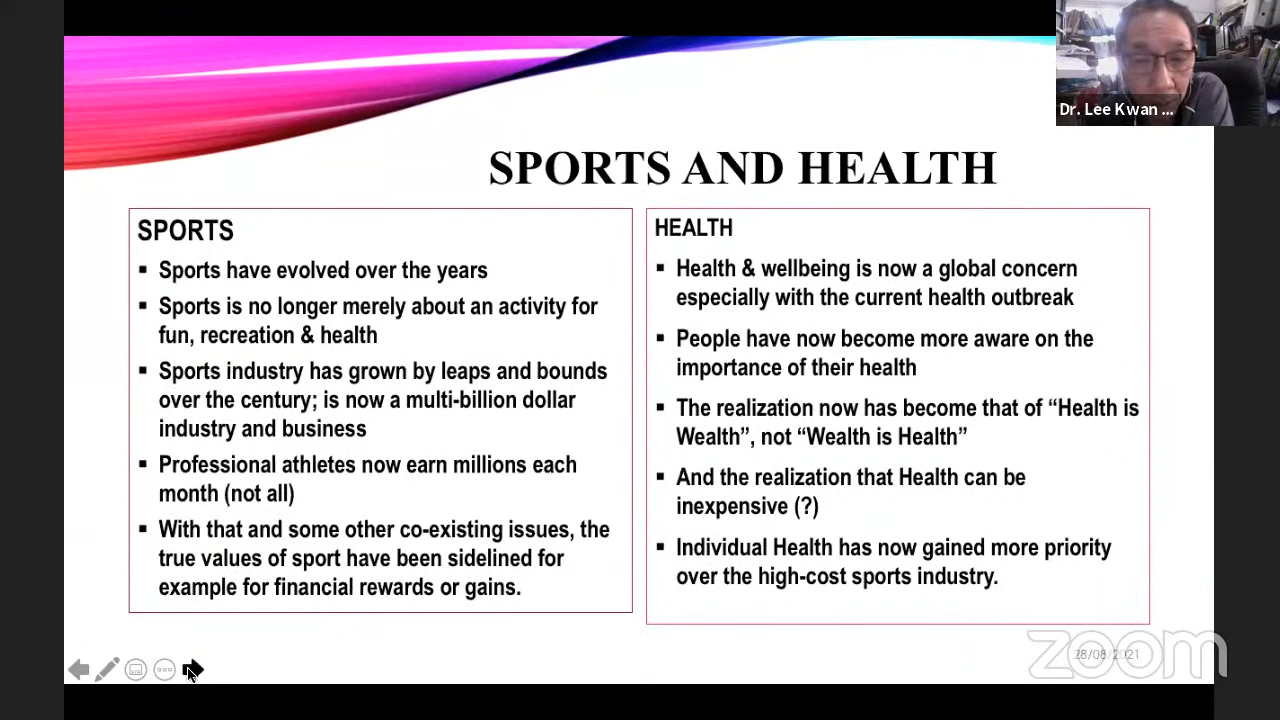 Dr. Lee Kwan ...
SPORTS AND HEALTH
SPORTS
▪ Sports have evolved over the years
▪ Sports is no longer merely about an activity for
fun, recreation & health
▪ Sports industry has grown by leaps and bounds
over the century; is now a multi-billion dollar
industry and business
▪ Professional athletes now earn millions each
month (not all)
▪ With that and some other co-existing issues, the
true values of sport have been sidelined for
example for financial rewards or gains.
HEALTH
▪ Health & wellbeing is now a global concern
especially with the current health outbreak
▪ People have now become more aware on the
importance of their health
▪ The realization now has become that of “Health is
Wealth”, not “Wealth is Health”
▪ And the realization that Health can be
inexpensive (?)
▪ Individual Health has now gained more priority
over the high-cost sports industry.
28/08/2021
zoom